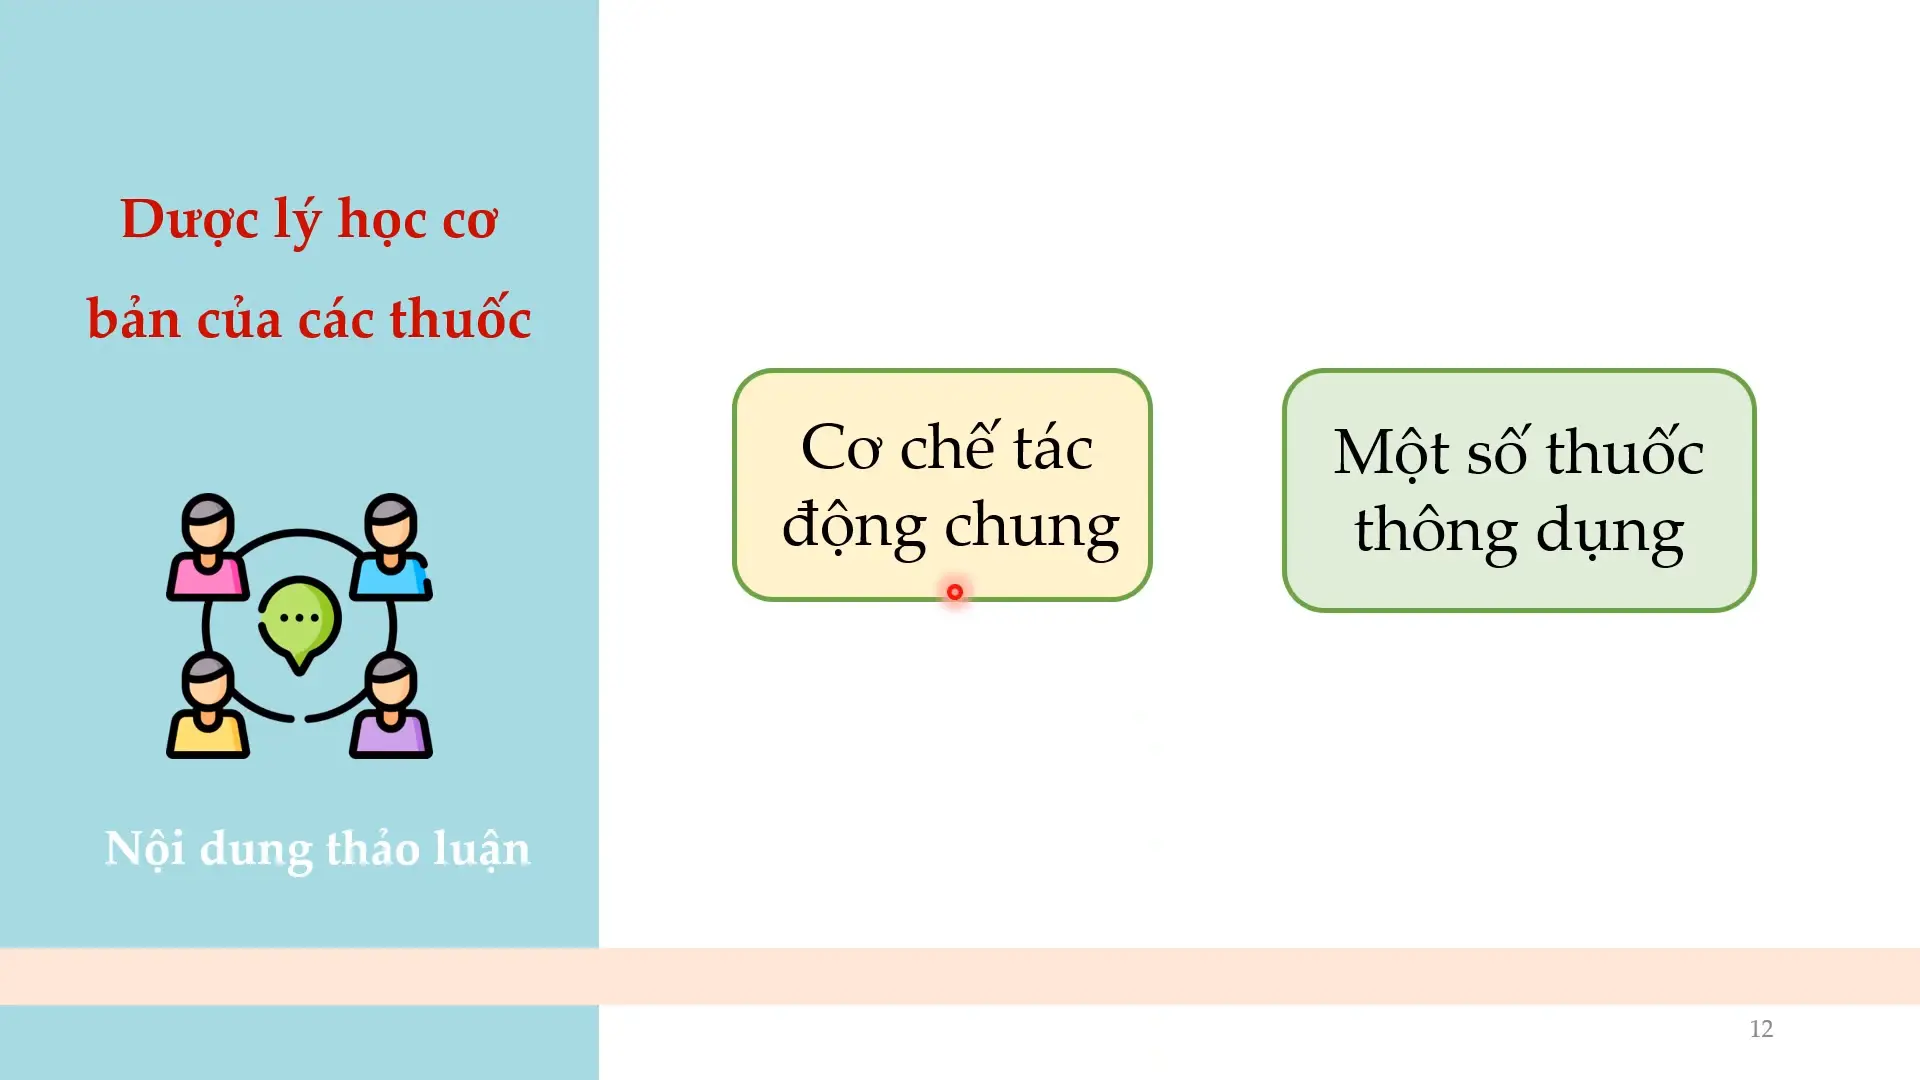 Dược lý học cơ
bản của các thuốc
Nội dung thảo luận
Cơ chế tác
động chung
Một số thuốc
thông dụng
12